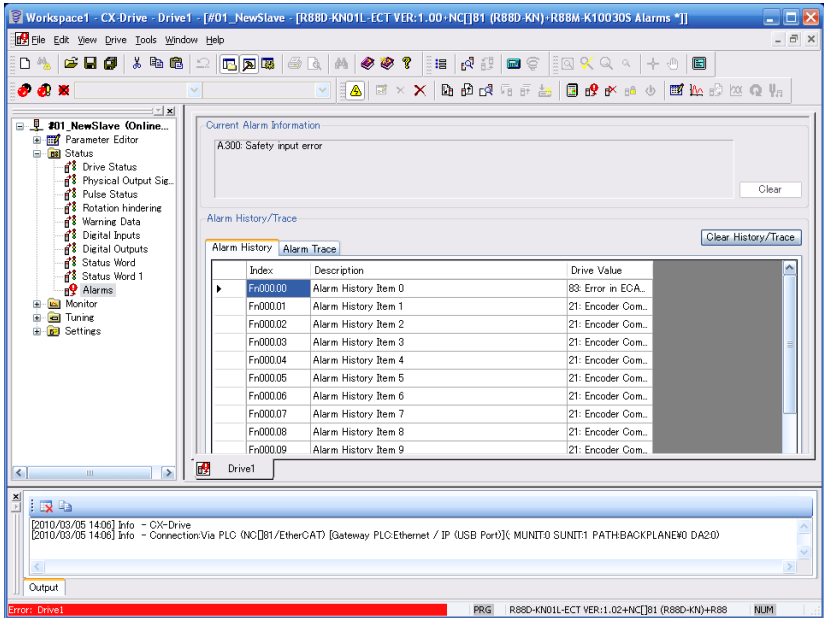 Workspace1 - CX-Drive - Drive1 - [#01_NewSlave - [R88D-KN01L-ECT VER:1.00+NC[]81 (R88D-KN)+R88M-K10030S Alarms *]]
File Edit View Drive Tools Window Help
#01_NewSlave (Online...
Parameter Editor
Status
Drive Status
Physical Output Sig...
Pulse Status
Rotation hindering
Warning Data
Digital Inputs
Digital Outputs
Status Word
Status Word 1
Alarms
Monitor
Tuning
Settings
Current Alarm Information
A.300: Safety input error
Clear
Alarm History/Trace
Clear History/Trace
Alarm History Alarm Trace
Index Description Drive Value
Fn000.00 Alarm History Item 0 83: Error in ECA...
Fn000.01 Alarm History Item 1 21: Encoder Com...
Fn000.02 Alarm History Item 2 21: Encoder Com...
Fn000.03 Alarm History Item 3 21: Encoder Com...
Fn000.04 Alarm History Item 4 21: Encoder Com...
Fn000.05 Alarm History Item 5 21: Encoder Com...
Fn000.06 Alarm History Item 6 21: Encoder Com...
Fn000.07 Alarm History Item 7 21: Encoder Com...
Fn000.08 Alarm History Item 8 21: Encoder Com...
Fn000.09 Alarm History Item 9 21: Encoder Com...
Drive1
[2010/03/05 14:06] Info - CX-Drive
[2010/03/05 14:06] Info - Connection:Via PLC (NC[]81/EtherCAT) [Gateway PLC:Ethernet / IP (USB Port)]( MUNIT:0 SUNIT:1 PATH:BACKPLANE¥0 DA2:0)
Output
Error: Drive1 PRG R88D-KN01L-ECT VER:1.02+NC[]81 (R88D-KN)+R88 NUM